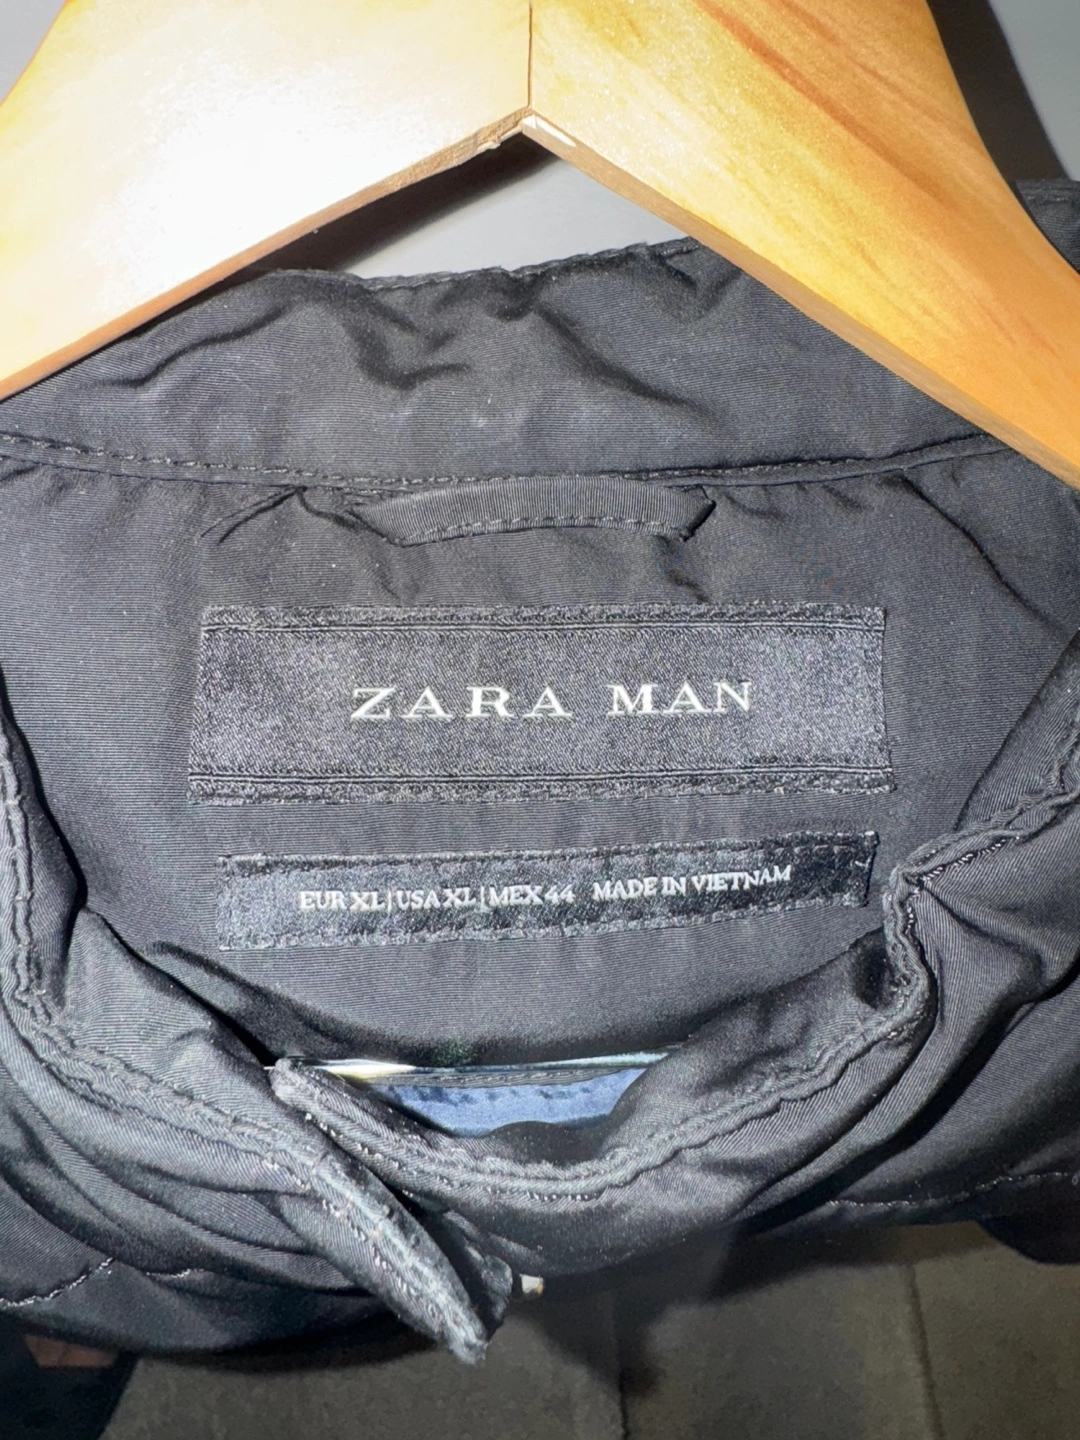 ZARA MAN
EUR XL|USA XL|MEX 44 MADE IN VIETNAM